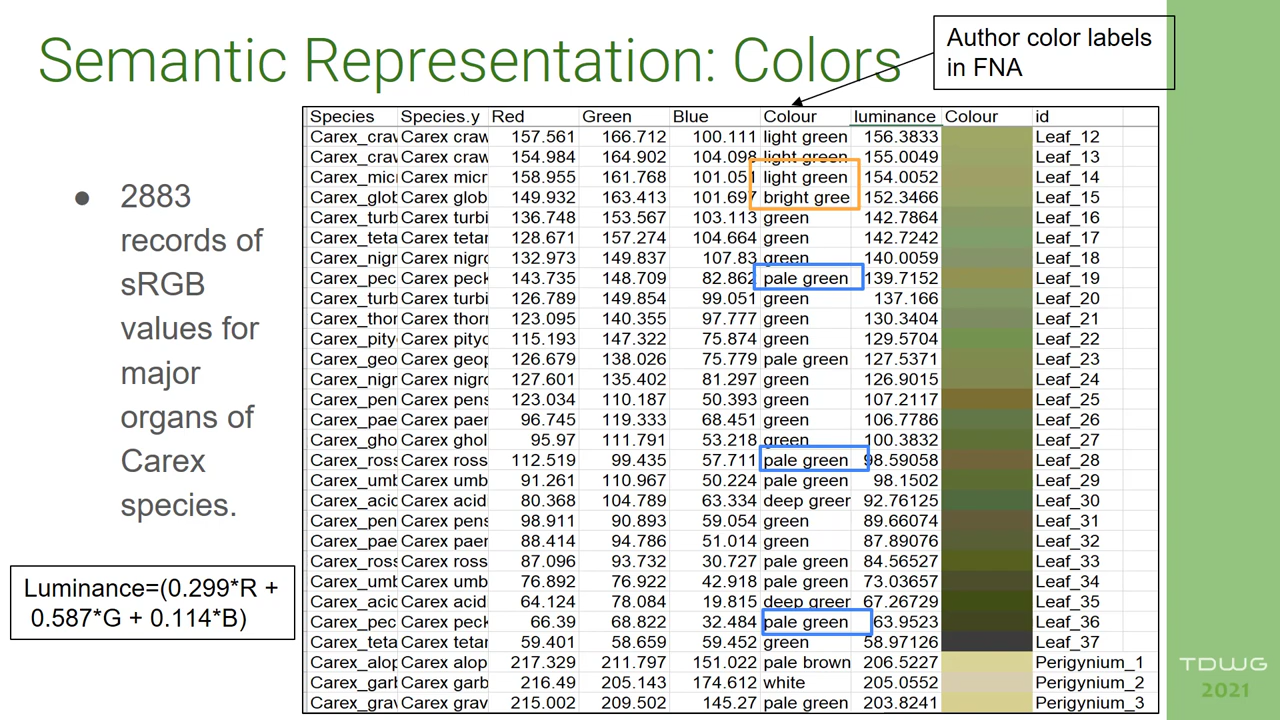 Semantic Representation: Colors
Author color labels
in FNA
● 2883
records of
sRGB
values for
major
organs of
Carex
species.
Luminance=(0.299*R +
0.587*G + 0.114*B)
Species Species.y Red Green Blue Colour luminance Colour id
Carex_crav Carex craw 157.561 166.712 100.111 light green 156.3833 Leaf_12
Carex_crav Carex craw 154.984 164.902 104.098 light green 155.0049 Leaf_13
Carex_micr Carex micr 158.955 161.768 101.051 light green 154.0052 Leaf_14
Carex_glob Carex glob 149.932 163.413 101.697 bright gree 152.3466 Leaf_15
Carex_turb Carex turbi 136.748 153.567 103.113 green 142.7864 Leaf_16
Carex_teta Carex tetar 128.671 157.274 104.664 green 142.7242 Leaf_17
Carex_nigr Carex nigr 132.973 149.837 107.83 green 140.0059 Leaf_18
Carex_pec Carex peck 143.735 148.709 82.862 pale green 139.7152 Leaf_19
Carex_turb Carex turbi 126.789 149.854 99.051 green 137.166 Leaf_20
Carex_thor Carex thorn 123.095 140.355 97.777 green 130.3404 Leaf_21
Carex_pity Carex pityo 115.193 147.322 75.874 green 129.5704 Leaf_22
Carex_geo Carex geop 126.679 138.026 75.779 pale green 127.5371 Leaf_23
Carex_nigr Carex nigro 127.601 135.402 81.297 green 126.9015 Leaf_24
Carex_pen Carex pens 123.034 110.187 50.393 green 107.2117 Leaf_25
Carex_pae Carex paer 96.745 119.333 68.451 green 106.7786 Leaf_26
Carex_gho Carex ghol 95.97 111.791 53.218 green 100.3832 Leaf_27
Carex_ross Carex ross 112.519 99.435 57.711 pale green 98.59058 Leaf_28
Carex_umb Carex umb 91.261 110.967 50.224 pale green 98.1502 Leaf_29
Carex_acid Carex acid 80.368 104.789 63.334 deep greer 92.76125 Leaf_30
Carex_pen Carex pens 98.911 90.893 59.054 green 89.66074 Leaf_31
Carex_pae Carex paer 88.414 94.786 51.014 green 87.89076 Leaf_32
Carex_ross Carex ross 87.096 93.732 30.727 pale green 84.56527 Leaf_33
Carex_umb Carex umb 76.892 76.922 42.918 pale green 73.03657 Leaf_34
Carex_acid Carex acid 64.124 78.084 19.815 deep greer 67.26729 Leaf_35
Carex_pec Carex peck 66.39 68.822 32.484 pale green 63.9523 Leaf_36
Carex_teta Carex tetar 59.401 58.659 59.452 green 58.97126 Leaf_37
Carex_alop Carex alop 217.329 211.797 151.022 pale brown 206.5227 Perigynium_1
Carex_garb Carex garb 216.49 205.143 174.612 white 205.0552 Perigynium_2
Carex_grav Carex grav 215.002 209.502 145.27 pale green 203.8241 Perigynium_3
TDWG
2021